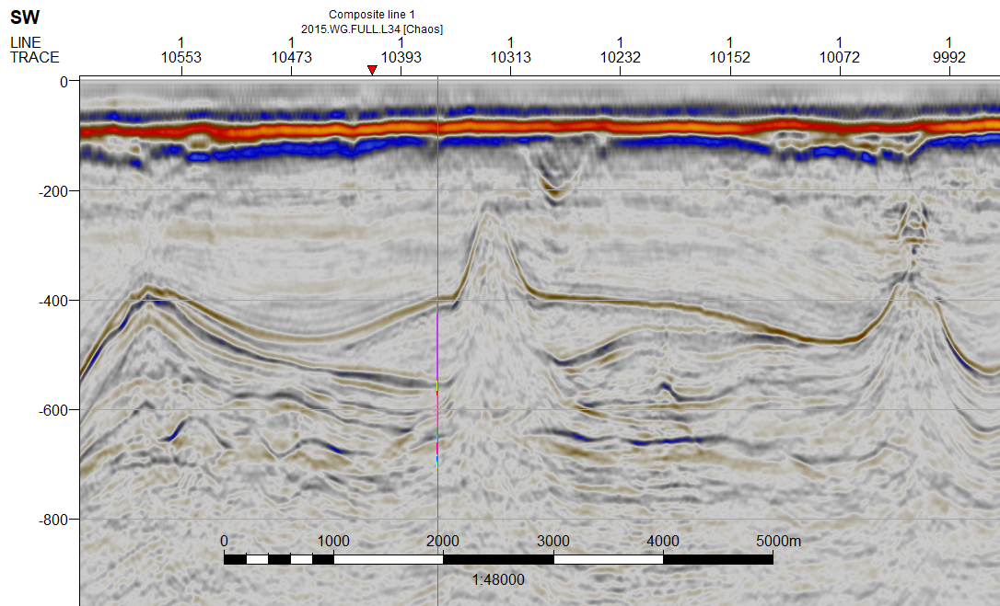 SW
Composite line 1
2015.WG.FULL.L34 [Chaos]
LINE 1 1 1 1 1 1 1 1
TRACE 10553 10473 10393 10313 10232 10152 10072 9992
0
-200
-400
-600
-800
0 1000 2000 3000 4000 5000m
1:48000